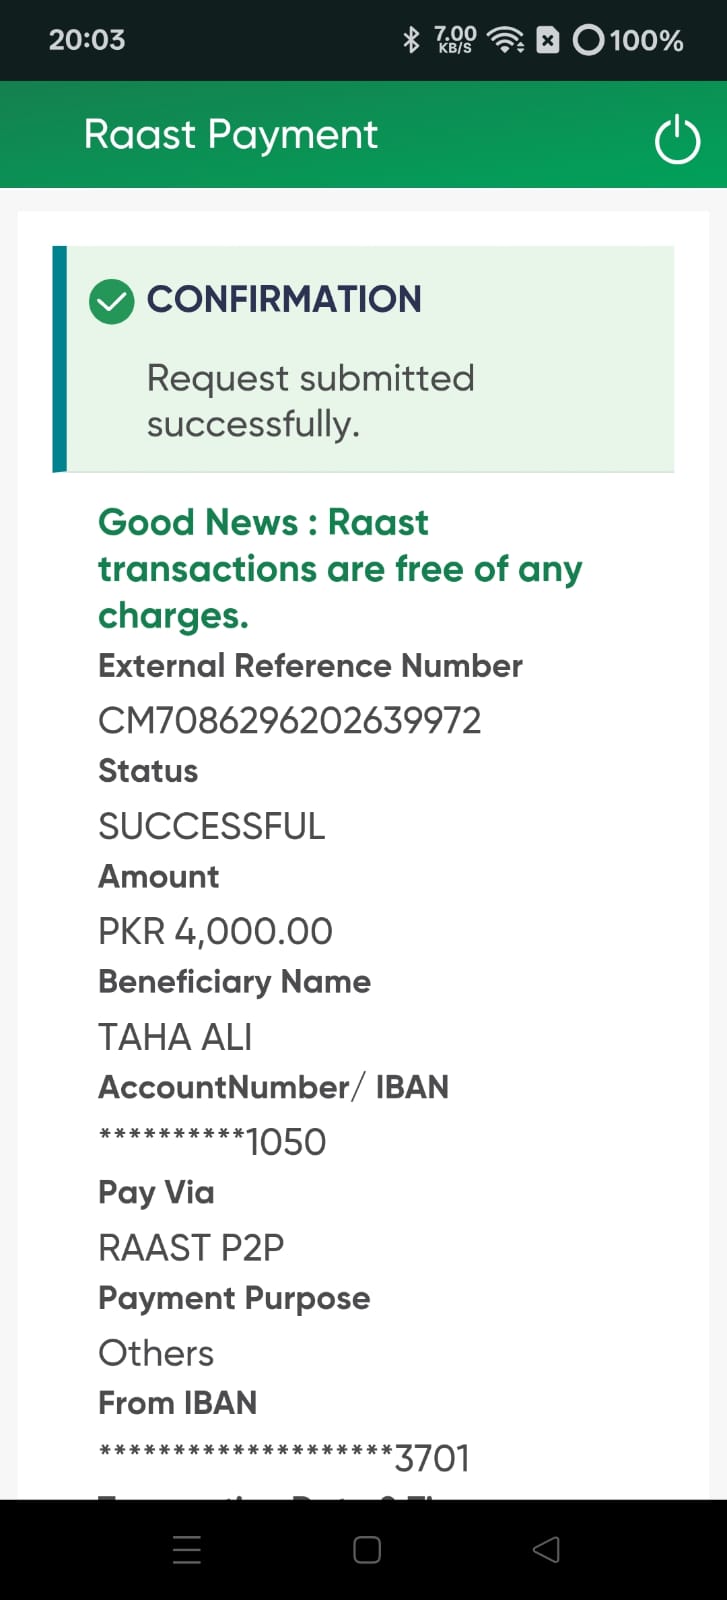 20:03
7.00
KB/S
100%
Raast Payment
CONFIRMATION
Request submitted
successfully.
Good News : Raast
transactions are free of any
charges.
External Reference Number
CM7086296202639972
Status
SUCCESSFUL
Amount
PKR 4,000.00
Beneficiary Name
TAHA ALI
AccountNumber/ IBAN
**********1050
Pay Via
RAAST P2P
Payment Purpose
Others
From IBAN
********************3701